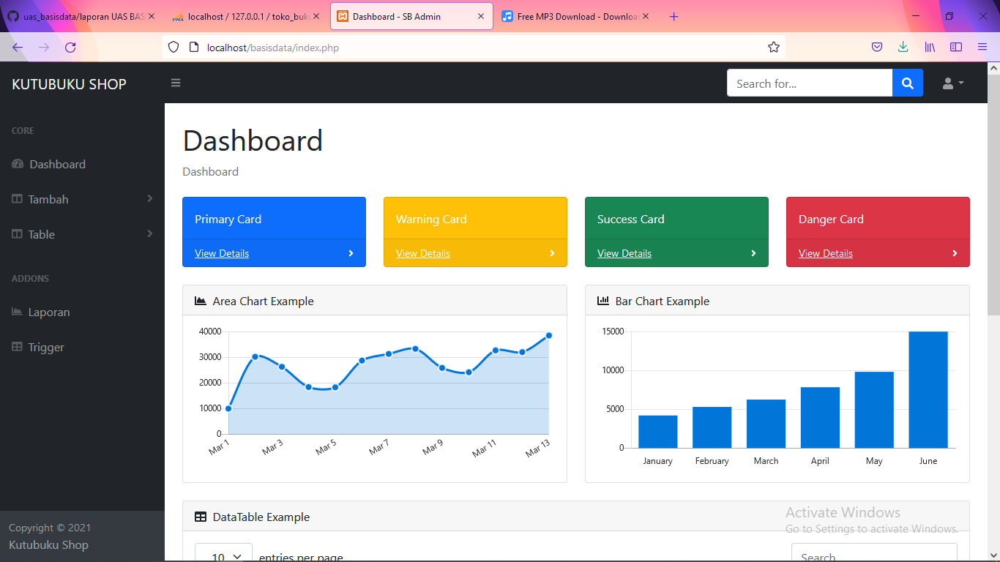 uas_basisdata/laporan UAS BASI
localhost / 127.0.0.1 / toko_buku
Dashboard - SB Admin
Free MP3 Download - Download
localhost/basisdata/index.php
KUTUBUKU SHOP
Search for...
CORE
Dashboard
Tambah
Table
ADDONS
Laporan
Trigger
Copyright © 2021
Kutubuku Shop
Dashboard
Dashboard
Primary Card
View Details
Warning Card
View Details
Success Card
View Details
Danger Card
View Details
Area Chart Example
40000
30000
20000
10000
0
Mar 1 Mar 3 Mar 5 Mar 7 Mar 9 Mar 11 Mar 13
Bar Chart Example
15000
10000
5000
0
January February March April May June
DataTable Example
10 entries per page
Search
Activate Windows
Go to Settings to activate Windows.